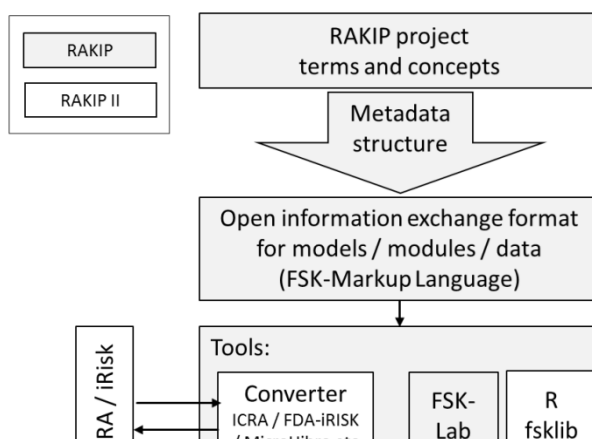 RAKIP
RAKIP II
RAKIP project
terms and concepts
Metadata
structure
Open information exchange format
for models / modules / data
(FSK-Markup Language)
Tools:
/ iRisk
Converter
ICRA / FDA-iRISK
FSK-
Lab
R
fsklib